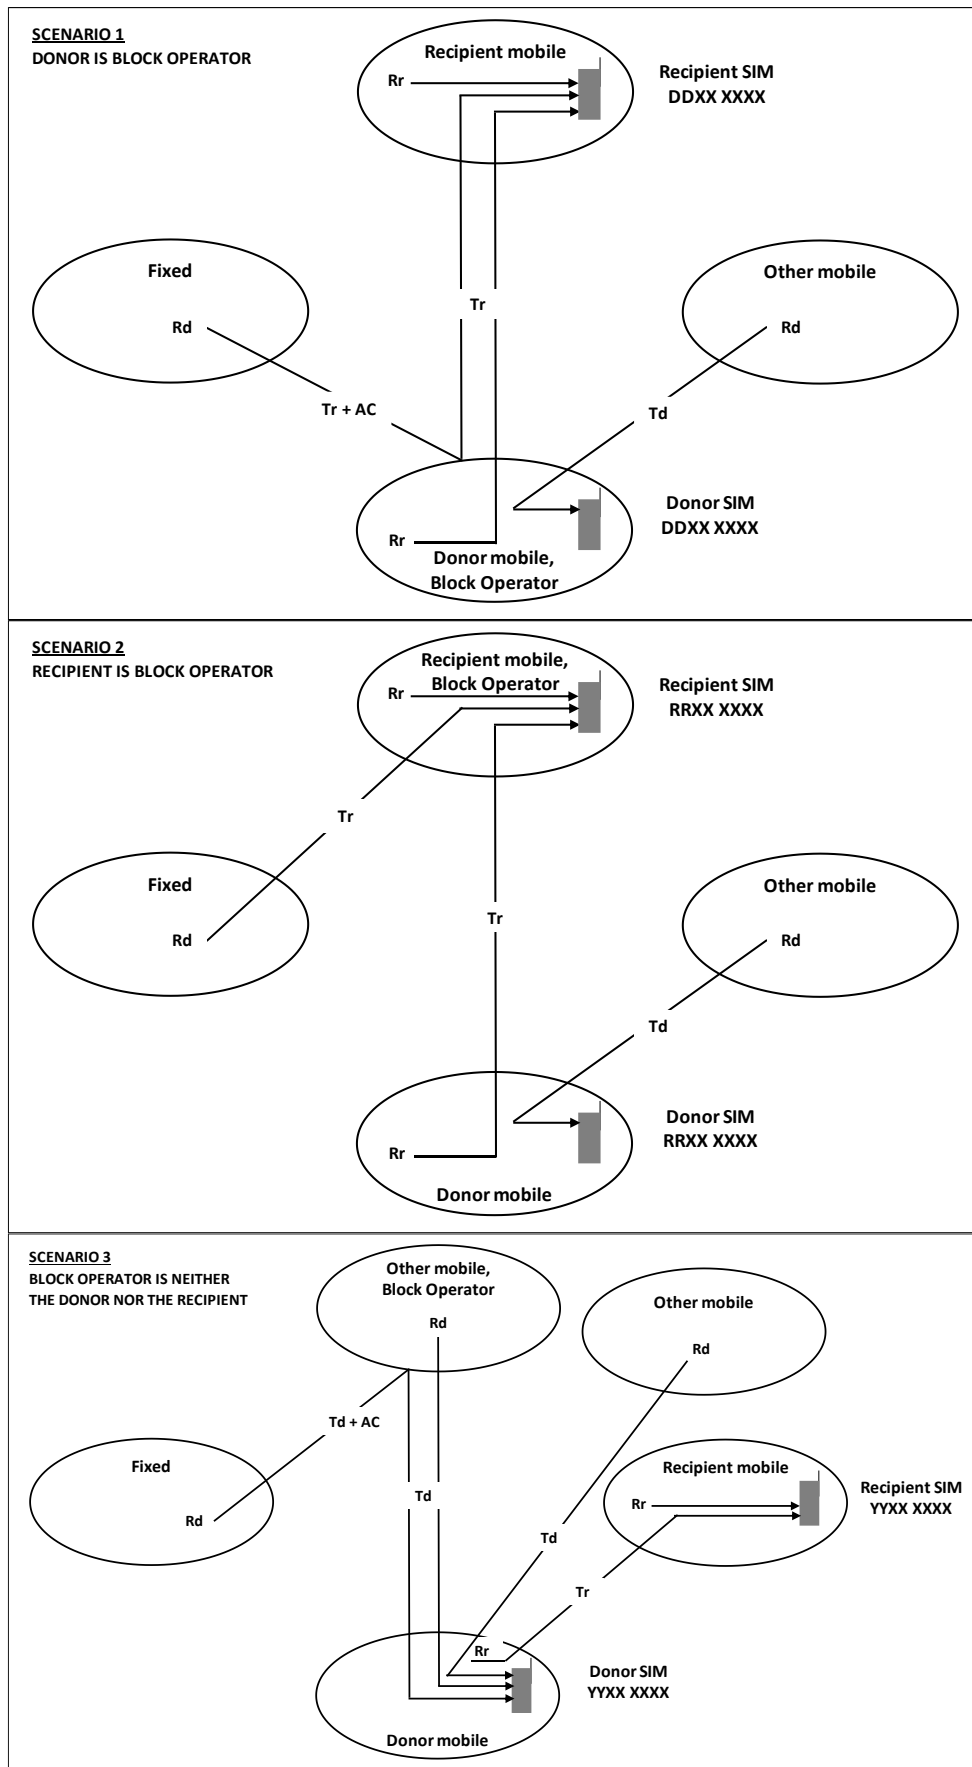 SCENARIO 1
DONOR IS BLOCK OPERATOR
Recipient mobile
Rr
Recipient SIM
DDXX XXXX
Fixed
Rd
Other mobile
Rd
Tr
Tr + AC
Td
Donor SIM
DDXX XXXX
Rr
Donor mobile,
Block Operator
SCENARIO 2
RECIPIENT IS BLOCK OPERATOR
Recipient mobile,
Block Operator
Rr
Recipient SIM
RRXX XXXX
Tr
Fixed
Rd
Other mobile
Rd
Tr
Td
Donor SIM
RRXX XXXX
Rr
Donor mobile
SCENARIO 3
BLOCK OPERATOR IS NEITHER
THE DONOR NOR THE RECIPIENT
Other mobile,
Block Operator
Rd
Other mobile
Rd
Td + AC
Fixed
Rd
Td
Recipient mobile
Rr
Recipient SIM
YYXX XXXX
Td
Tr
Rr
Donor SIM
YYXX XXXX
Donor mobile